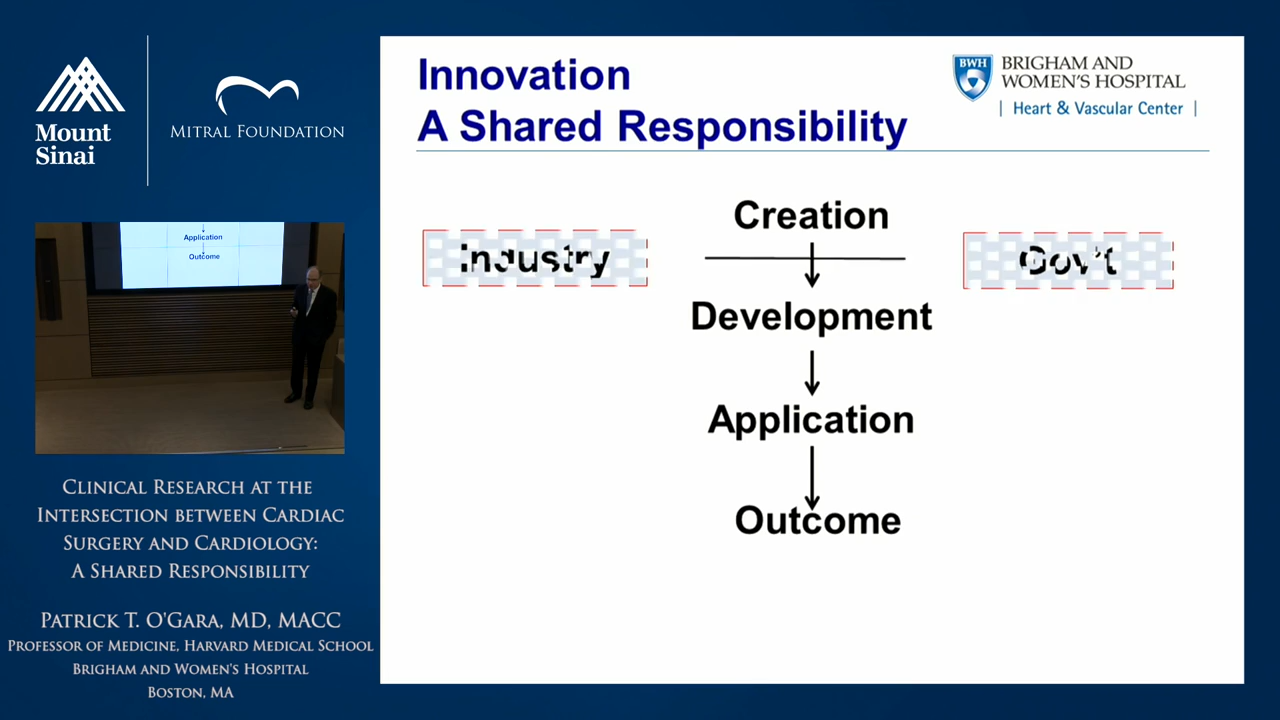 Mount
Sinai
MITRAL FOUNDATION
Application
Outcome
CLINICAL RESEARCH AT THE
INTERSECTION BETWEEN CARDIAC
SURGERY AND CARDIOLOGY:
A SHARED RESPONSIBILITY
PATRICK T. O'GARA, MD, MACC
PROFESSOR OF MEDICINE, HARVARD MEDICAL SCHOOL
BRIGHAM AND WOMEN'S HOSPITAL
BOSTON, MA
Innovation
A Shared Responsibility
BWH
BRIGHAM AND
WOMEN'S HOSPITAL
| Heart & Vascular Center |
Creation
Industry
Gov't
Development
Application
Outcome